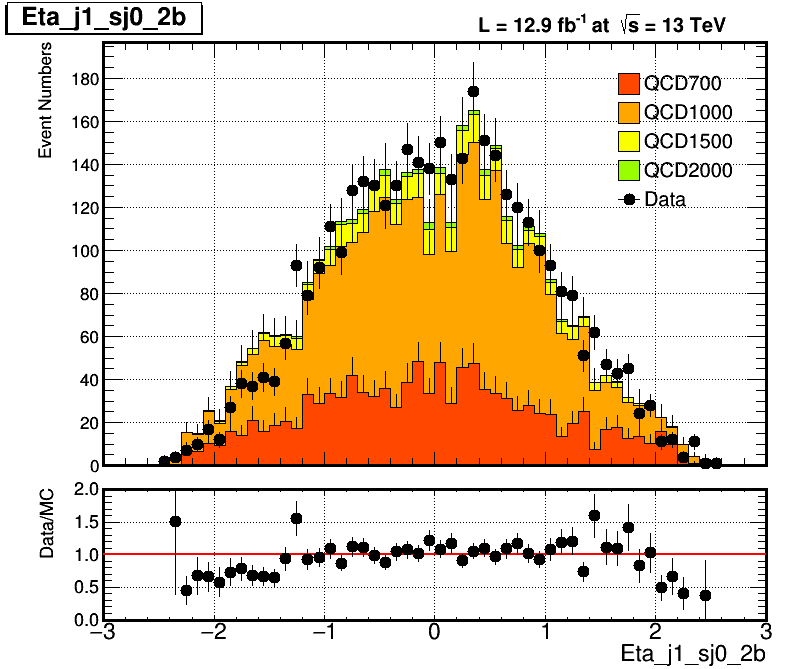 Eta_j1_sj0_2b
L = 12.9 fb-1 at √s = 13 TeV
Event Numbers
180
160
140
120
100
80
60
40
20
0
QCD700
QCD1000
QCD1500
QCD2000
Data
Data/MC
2.0
1.5
1.0
0.5
0.0
−3 −2 −1 0 1 2 3
Eta_j1_sj0_2b